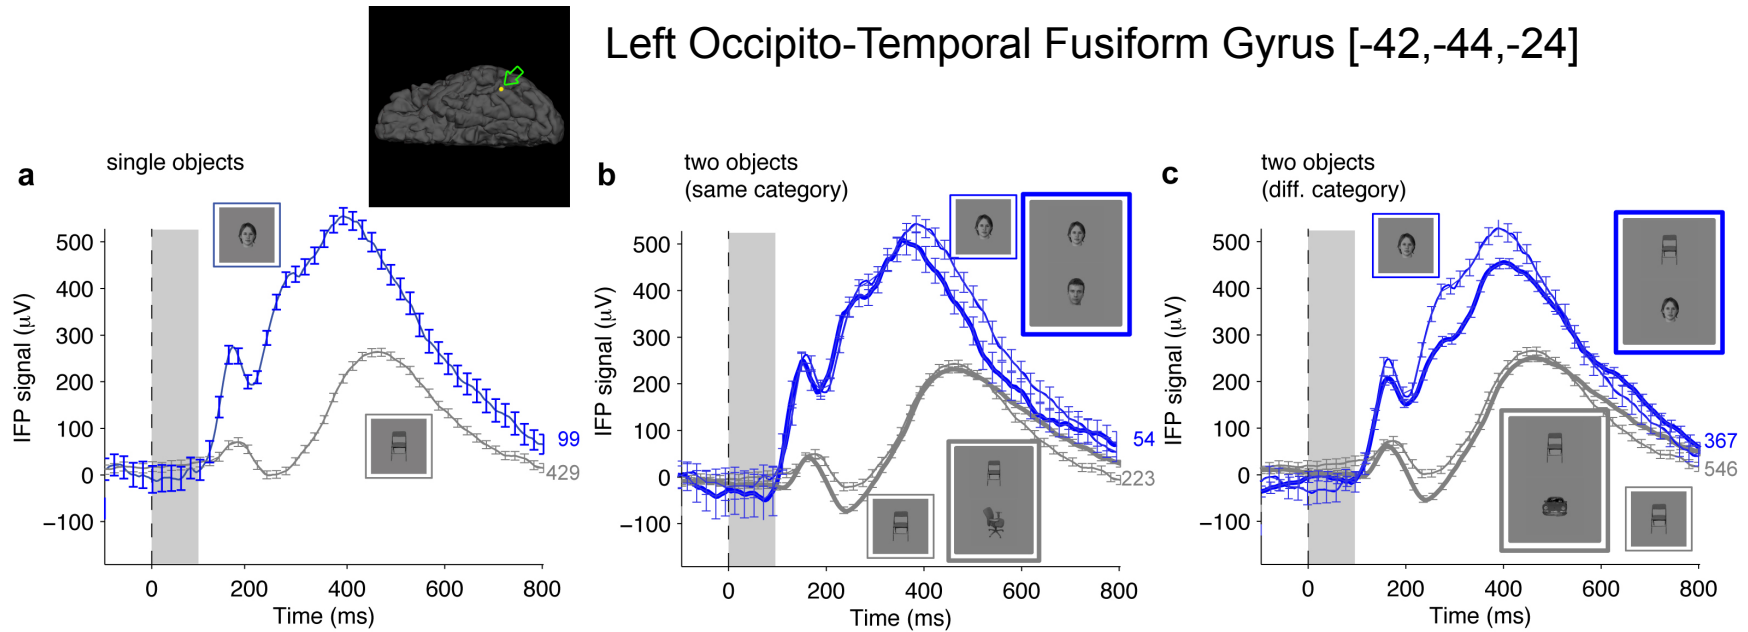 Left Occipito-Temporal Fusiform Gyrus [-42,-44,-24]
a
single objects
500
400
300
200
100
0
−100
IFP signal (μV)
99
429
0 200 400 600 800
Time (ms)
b
two objects
(same category)
500
400
300
200
100
0
−100
IFP signal (μV)
54
223
0 200 400 600 800
Time (ms)
c
two objects
(diff. category)
500
400
300
200
100
0
−100
IFP signal (μV)
367
546
0 200 400 600 800
Time (ms)